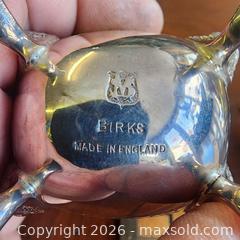 BIRKS
MADE IN ENGLAND
Copyright © 2026 - maxsold.com